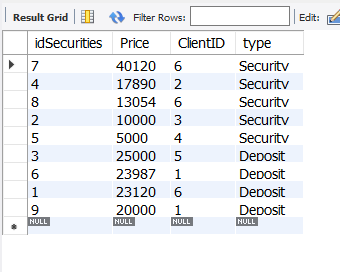 Result Grid Filter Rows: Edit:
idSecurities Price ClientID type
7 40120 6 Security
4 17890 2 Security
8 13054 6 Security
2 10000 3 Security
5 5000 4 Security
3 25000 5 Deposit
6 23987 1 Deposit
1 23120 6 Deposit
9 20000 1 Deposit
NULL NULL NULL NULL